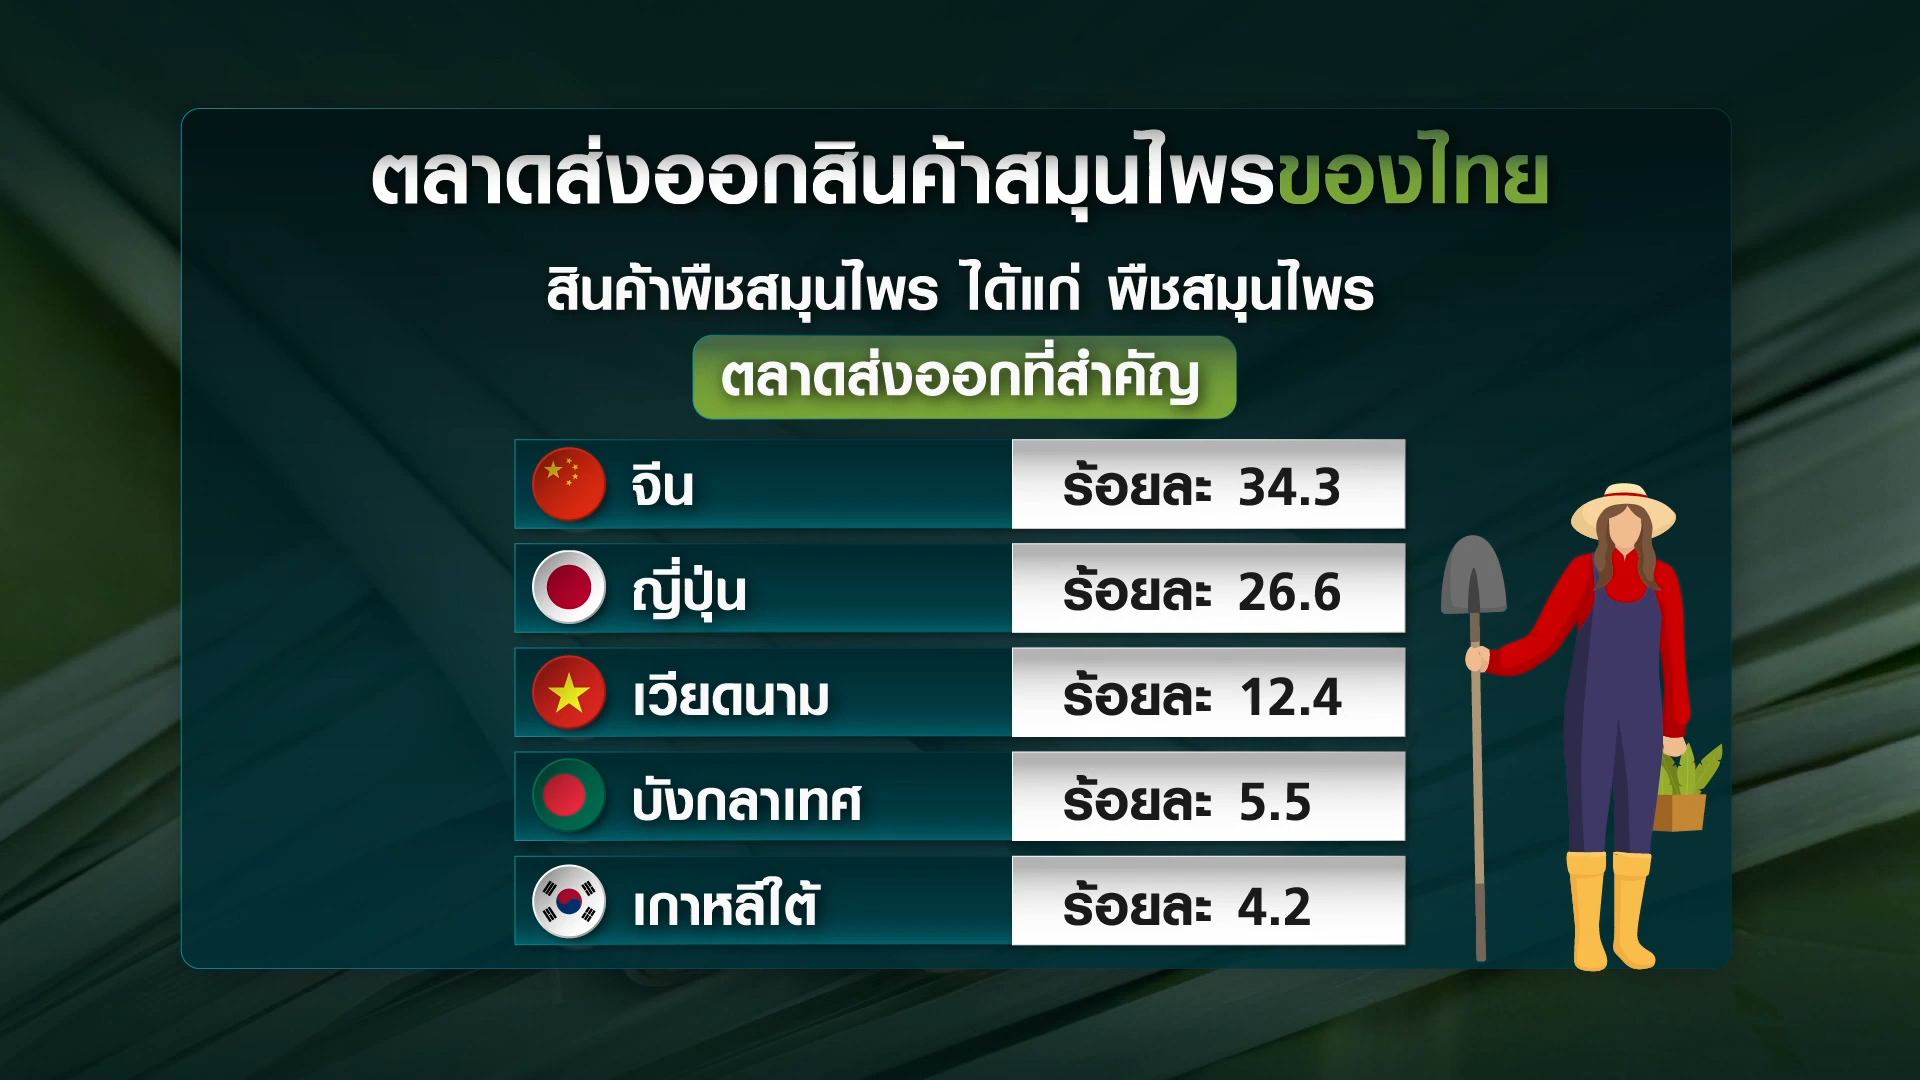 ตลาดส่งออกสินค้าสมุนไพรของไทย
สินค้าพืชสมุนไพร ได้แก่ พืชสมุนไพร
ตลาดส่งออกที่สำคัญ
จีน ร้อยละ 34.3
ญี่ปุ่น ร้อยละ 26.6
เวียดนาม ร้อยละ 12.4
บังกลาเทศ ร้อยละ 5.5
เกาหลีใต้ ร้อยละ 4.2